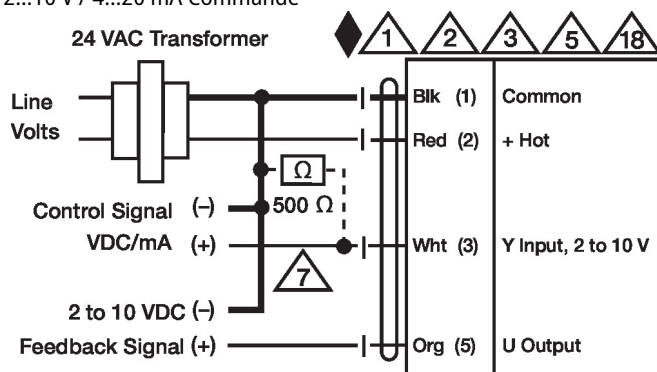 2...10 V / 4...20 mA Commande
24 VAC Transformer
1 2 3 5 18
Line
Volts
Blk (1) Common
Red (2) + Hot
Ω
500 Ω
Control Signal (–)
VDC/mA (+)
Wht (3) Y Input, 2 to 10 V
7
2 to 10 VDC (–)
Feedback Signal (+)
Org (5) U Output